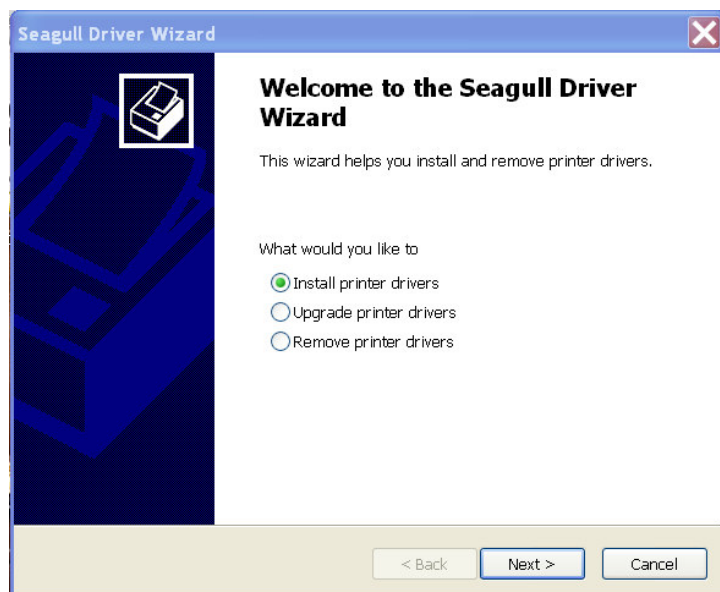 Seagull Driver Wizard
Welcome to the Seagull Driver
Wizard
This wizard helps you install and remove printer drivers.
What would you like to
Install printer drivers
Upgrade printer drivers
Remove printer drivers
< Back Next > Cancel